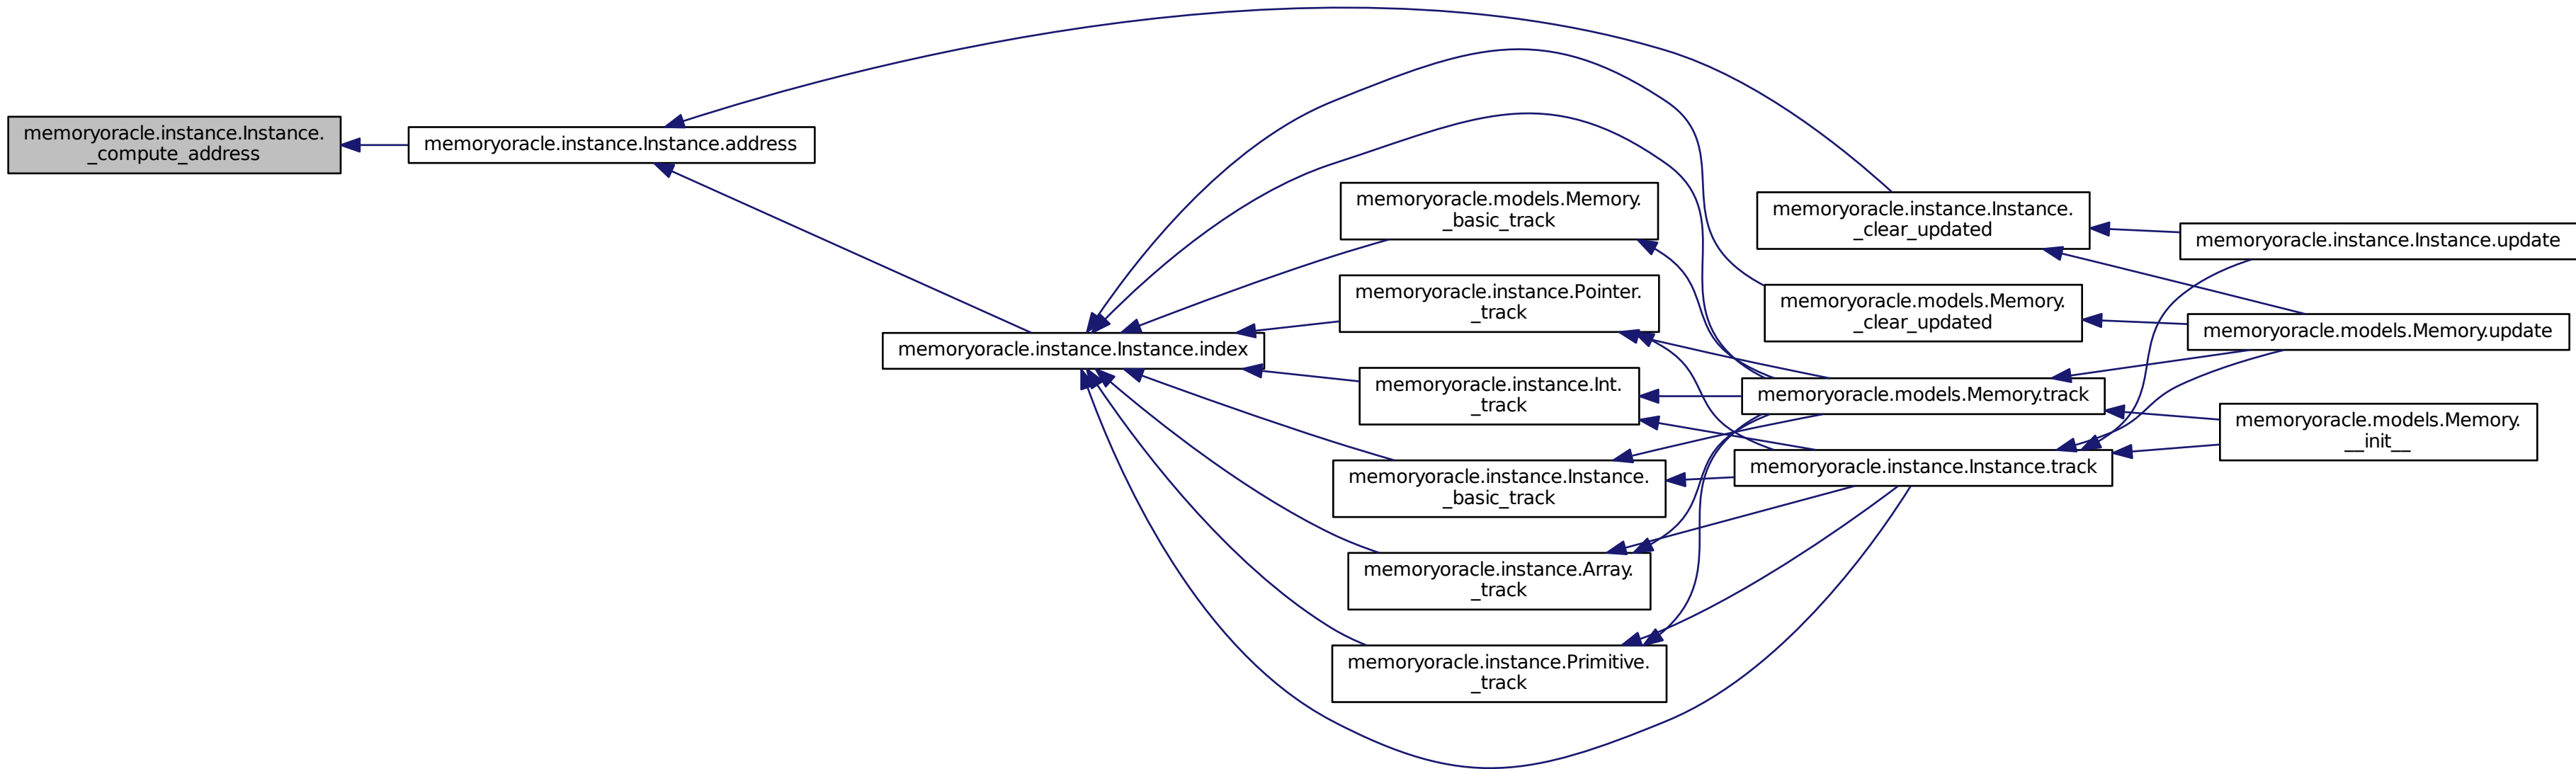 memoryoracle.instance.Instance.
_compute_address
memoryoracle.instance.Instance.address
memoryoracle.instance.Instance.index
memoryoracle.models.Memory.
_basic_track
memoryoracle.instance.Pointer.
_track
memoryoracle.instance.Int.
_track
memoryoracle.instance.Instance.
_basic_track
memoryoracle.instance.Array.
_track
memoryoracle.instance.Primitive.
_track
memoryoracle.instance.Instance.
_clear_updated
memoryoracle.models.Memory.
_clear_updated
memoryoracle.models.Memory.track
memoryoracle.instance.Instance.track
memoryoracle.instance.Instance.update
memoryoracle.models.Memory.update
memoryoracle.models.Memory.
__init__